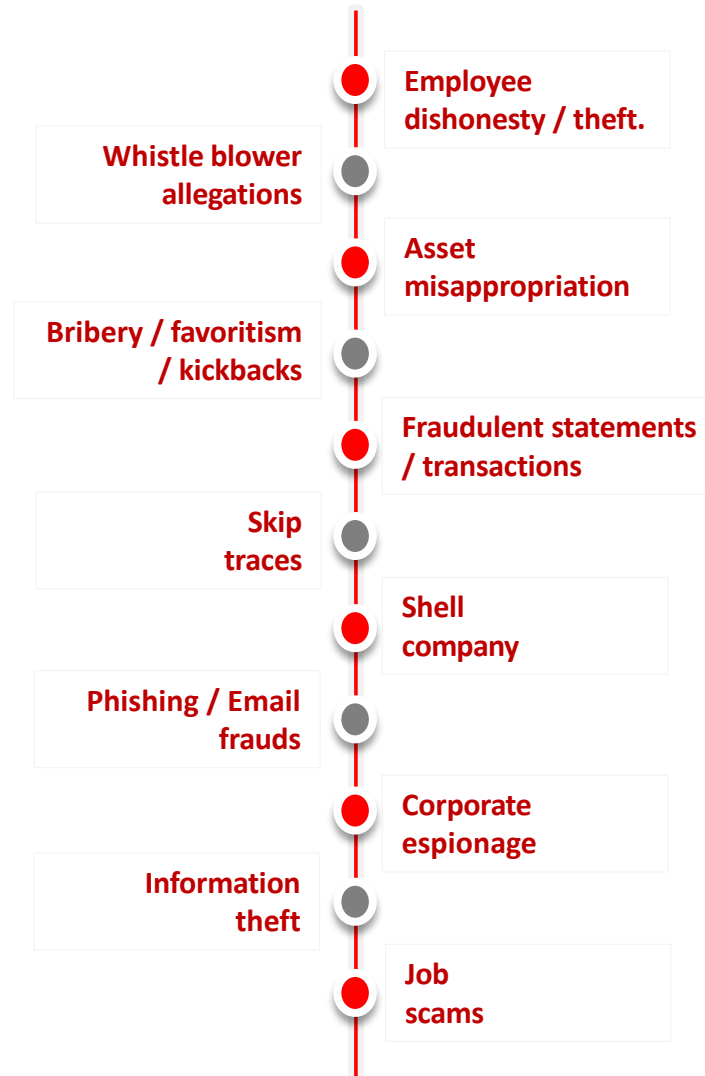 Employee
dishonesty / theft.
Whistle blower
allegations
Asset
misappropriation
Bribery / favoritism
/ kickbacks
Fraudulent statements
/ transactions
Skip
traces
Shell
company
Phishing / Email
frauds
Corporate
espionage
Information
theft
Job
scams